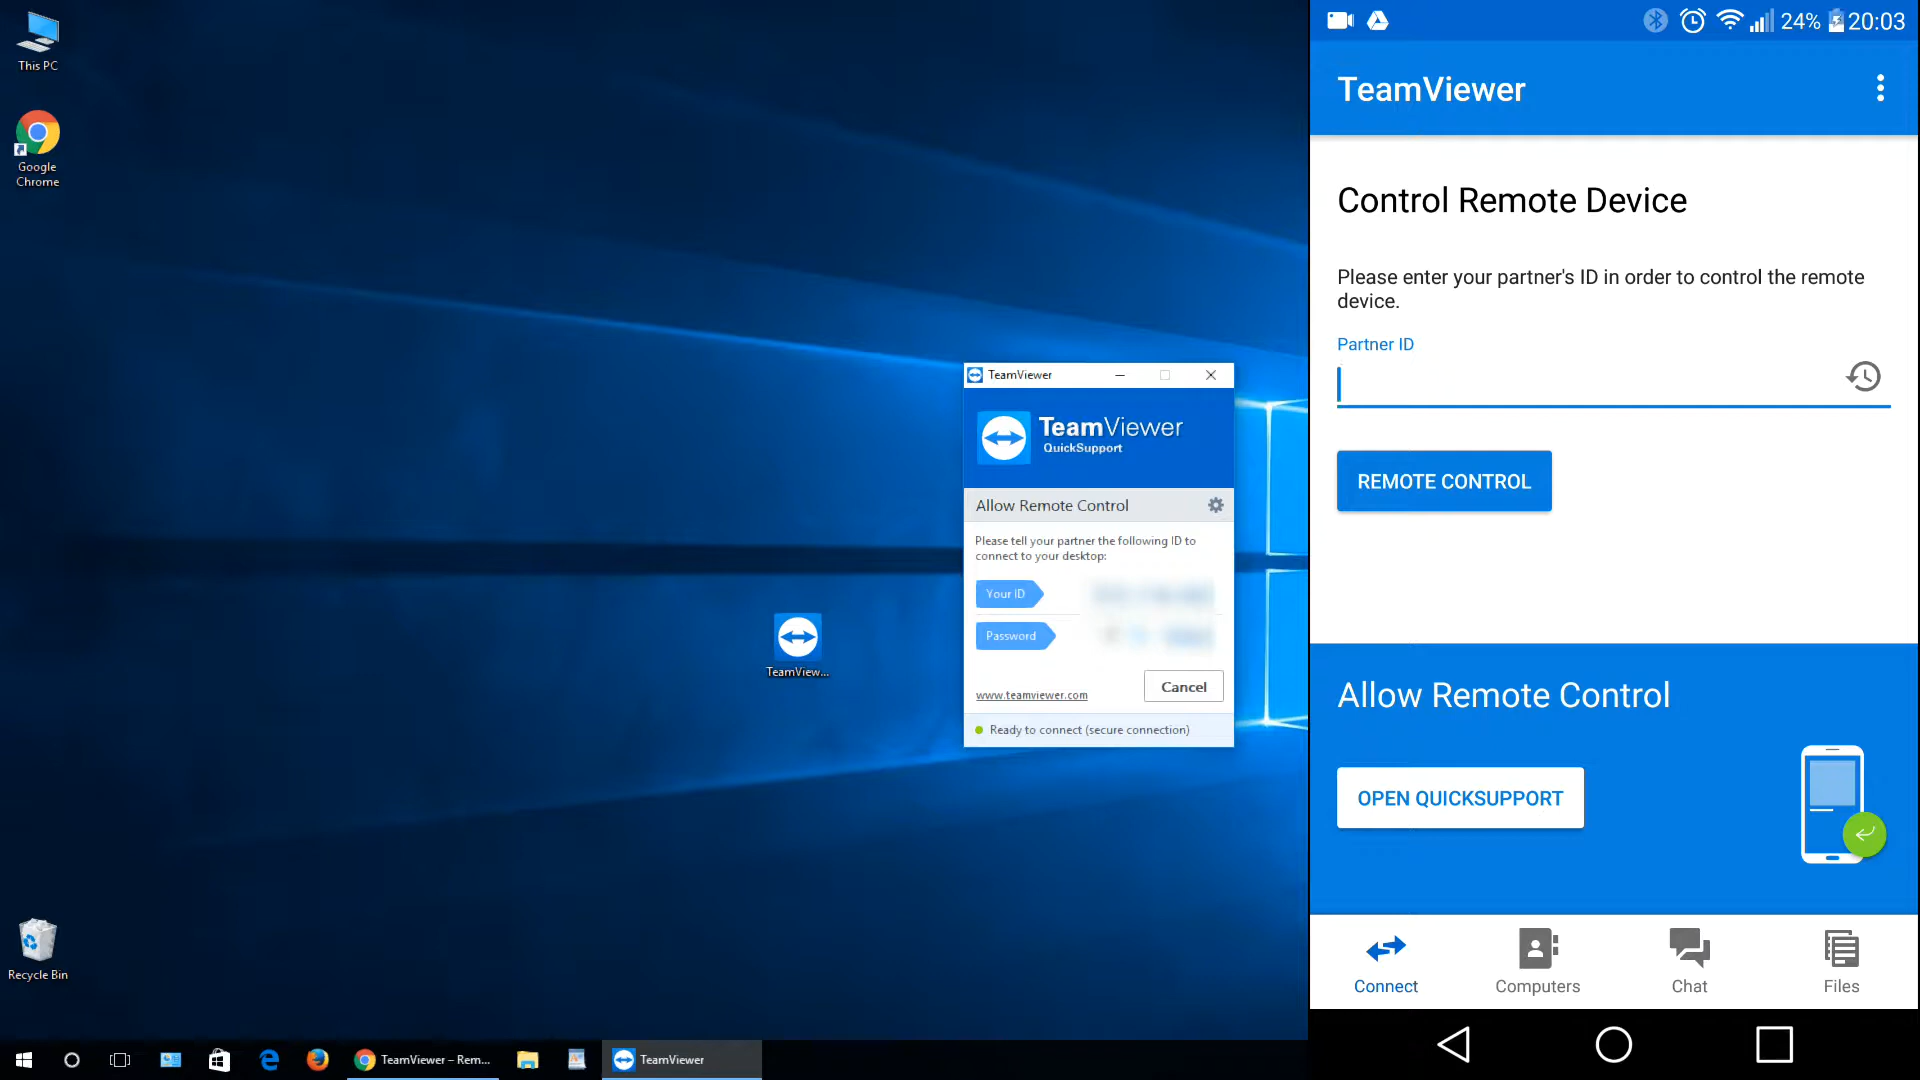 This PC
Google
Chrome
Recycle Bin
TeamView...
TeamViewer
TeamViewer
QuickSupport
Allow Remote Control
Please tell your partner the following ID to
connect to your desktop:
Your ID
Password
www.teamviewer.com
Cancel
Ready to connect (secure connection)
TeamViewer – Rem...
TeamViewer
24% 20:03
TeamViewer
Control Remote Device
Please enter your partner's ID in order to control the remote
device.
Partner ID
REMOTE CONTROL
Allow Remote Control
OPEN QUICKSUPPORT
Connect
Computers
Chat
Files